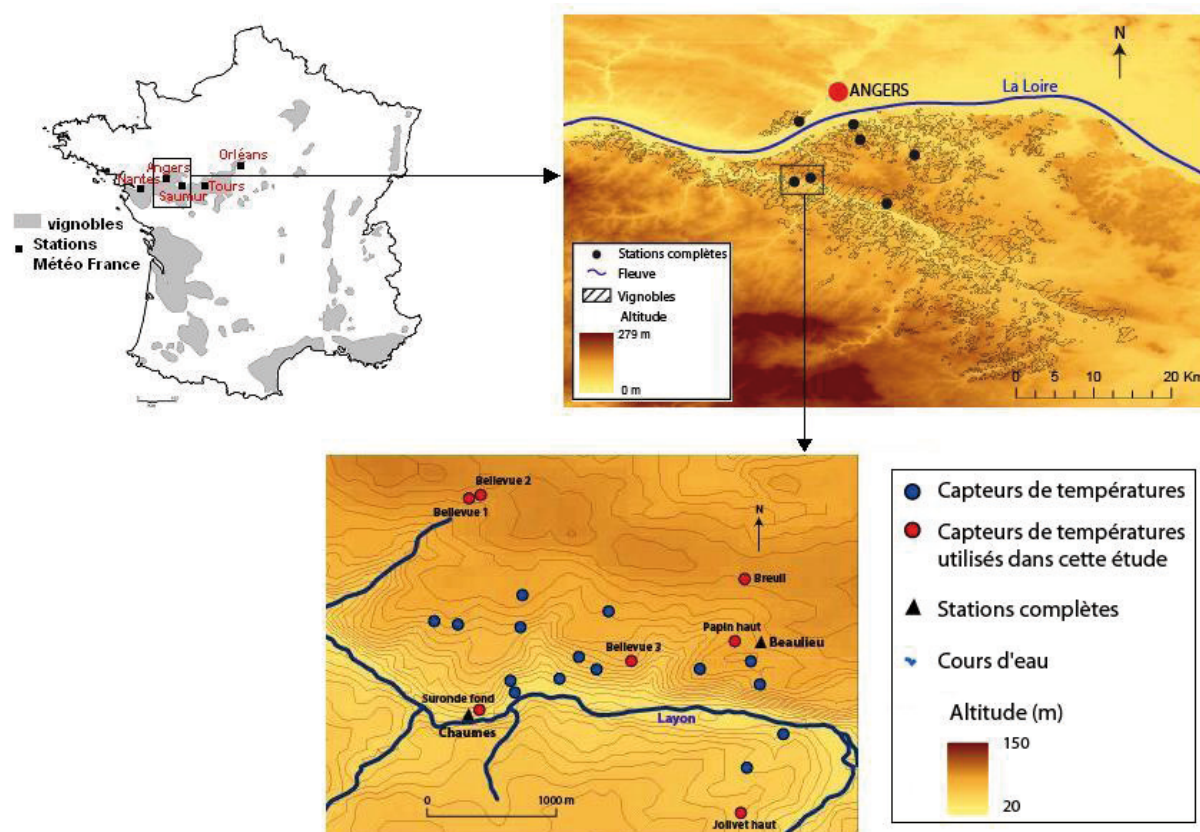 Orléans
Angers
Nantes
Tours
Saumur
vignobles
Stations
Météo France
N
ANGERS
La Loire
Stations complètes
Fleuve
Vignobles
Altitude
279 m
0 m
0 5 10 20 Km
Bellevue 2
Bellevue 1
N
Breuil
Papin haut
Beaulieu
Bellevue 3
Suronde fond
Chaumes
Layon
0 1000 m
Jolivet haut
Capteurs de températures
Capteurs de températures
utilisés dans cette étude
Stations complètes
Cours d'eau
Altitude (m)
150
20